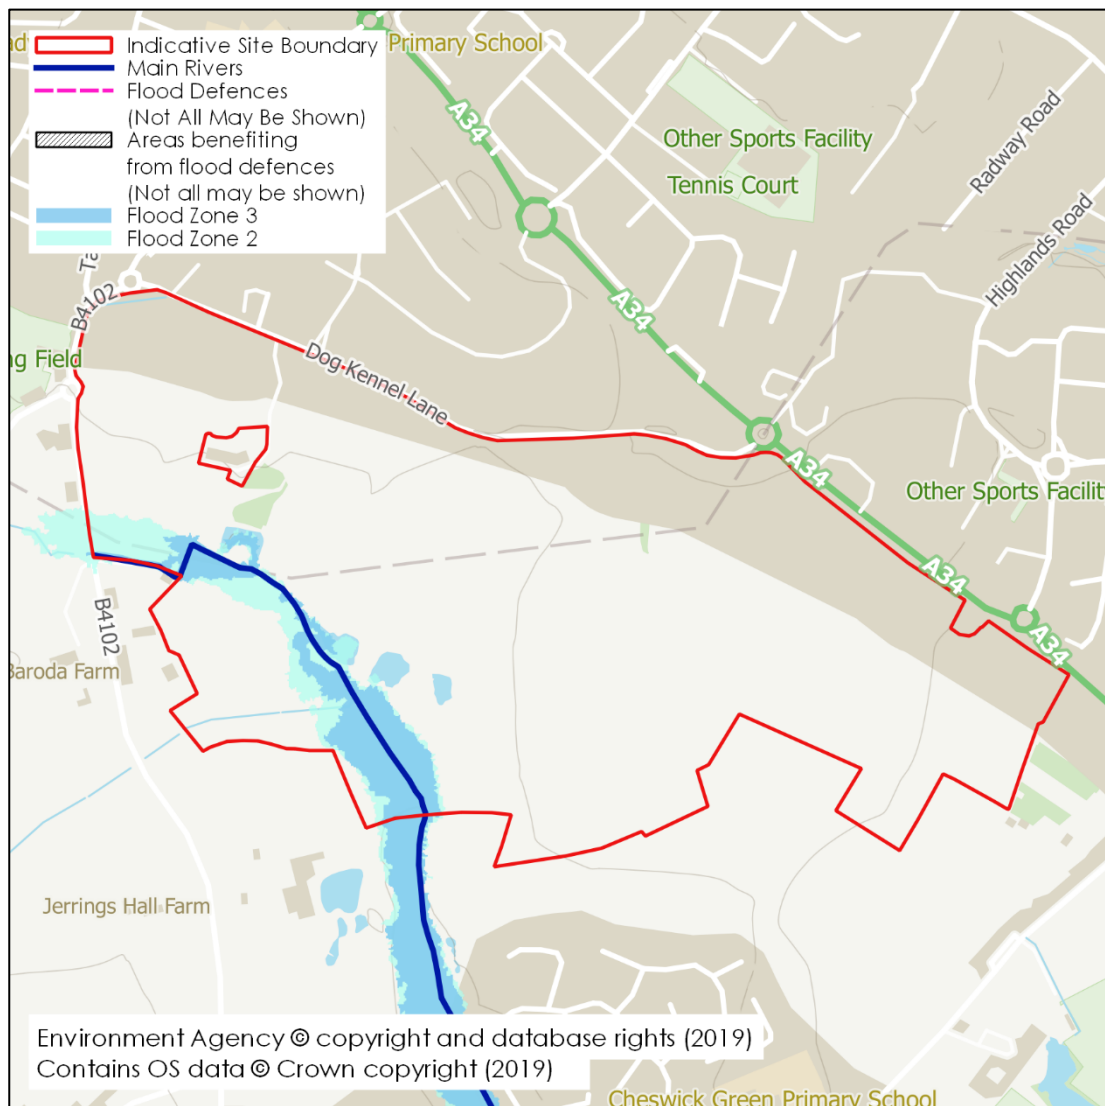 Indicative Site Boundary
Main Rivers
Flood Defences
(Not All May Be Shown)
Areas benefiting
from flood defences
(Not all may be shown)
Flood Zone 3
Flood Zone 2
Primary School
A34
Other Sports Facility
Tennis Court
Radway Road
Highlands Road
A34
B4102
Field
Dog Kennel Lane
A34
Other Sports Facility
A34
B4102
A34
Baroda Farm
Jerrings Hall Farm
Environment Agency © copyright and database rights (2019)
Contains OS data © Crown copyright (2019)
Cheswick Green Primary School